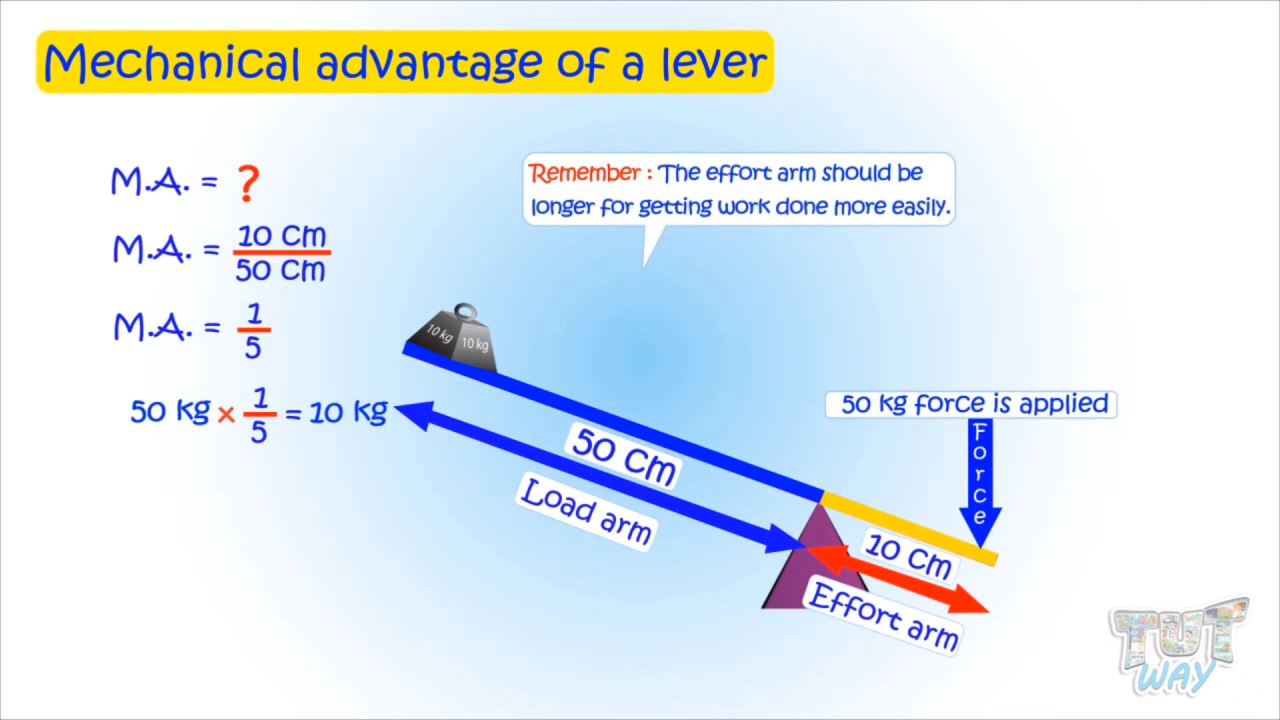 Mechanical advantage of a lever
M.A. = ?
M.A. = 10 Cm / 50 Cm
M.A. = 1 / 5
50 kg × 1 / 5 = 10 kg
Remember : The effort arm should be
longer for getting work done more easily.
10 kg 10 kg
50 Cm
Load arm
50 kg force is applied
Force
10 Cm
Effort arm
TUT
WAY